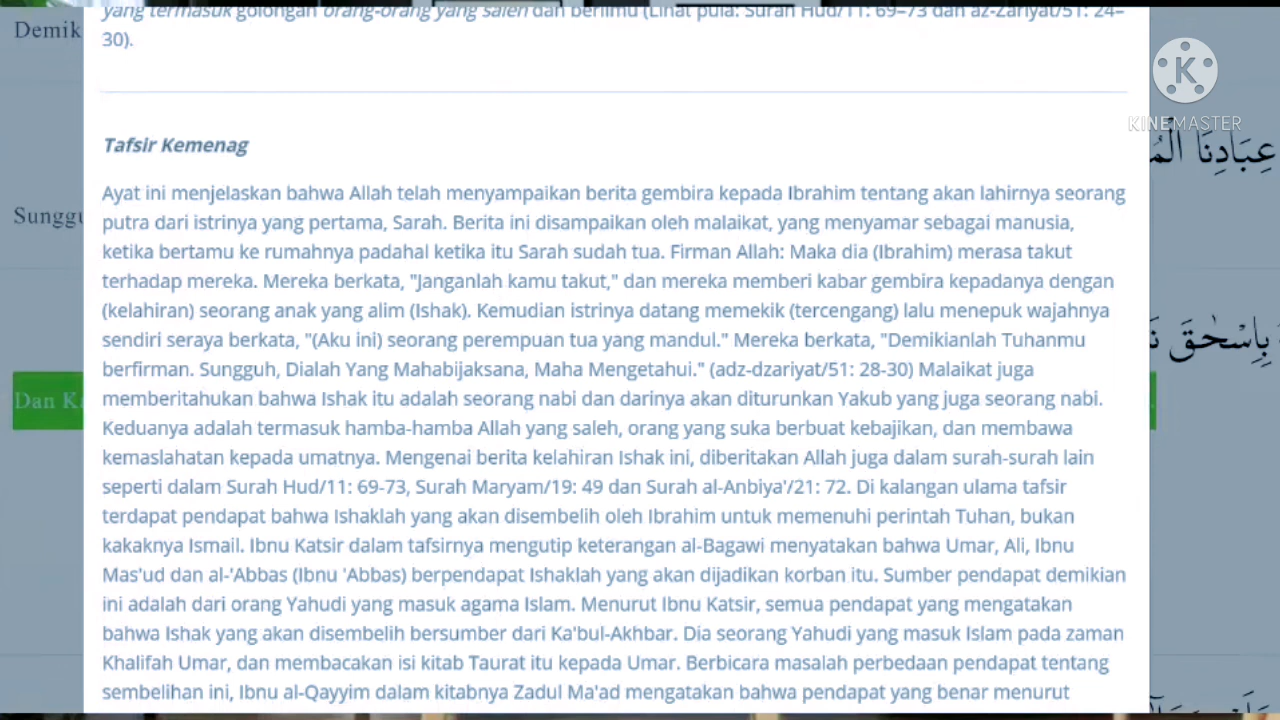 yang termasuk golongan orang-orang yang saleh dan berilmu (Lihat pula: Surah Hud/11: 69–73 dan az-Zariyat/51: 24–
30).
Demik
K
KINEMASTER
عِبَادِنَا الْمُ
Tafsir Kemenag
Ayat ini menjelaskan bahwa Allah telah menyampaikan berita gembira kepada Ibrahim tentang akan lahirnya seorang
putra dari istrinya yang pertama, Sarah. Berita ini disampaikan oleh malaikat, yang menyamar sebagai manusia,
Sunggu
ketika bertamu ke rumahnya padahal ketika itu Sarah sudah tua. Firman Allah: Maka dia (Ibrahim) merasa takut
terhadap mereka. Mereka berkata, "Janganlah kamu takut," dan mereka memberi kabar gembira kepadanya dengan
(kelahiran) seorang anak yang alim (Ishak). Kemudian istrinya datang memekik (tercengang) lalu menepuk wajahnya
sendiri seraya berkata, "(Aku ini) seorang perempuan tua yang mandul." Mereka berkata, "Demikianlah Tuhanmu
بِاِسْحٰقَ نَ
berfirman. Sungguh, Dialah Yang Mahabijaksana, Maha Mengetahui." (adz-dzariyat/51: 28-30) Malaikat juga
Dan Ka
memberitahukan bahwa Ishak itu adalah seorang nabi dan darinya akan diturunkan Yakub yang juga seorang nabi.
Keduanya adalah termasuk hamba-hamba Allah yang saleh, orang yang suka berbuat kebajikan, dan membawa
kemaslahatan kepada umatnya. Mengenai berita kelahiran Ishak ini, diberitakan Allah juga dalam surah-surah lain
seperti dalam Surah Hud/11: 69-73, Surah Maryam/19: 49 dan Surah al-Anbiya'/21: 72. Di kalangan ulama tafsir
terdapat pendapat bahwa Ishaklah yang akan disembelih oleh Ibrahim untuk memenuhi perintah Tuhan, bukan
kakaknya Ismail. Ibnu Katsir dalam tafsirnya mengutip keterangan al-Bagawi menyatakan bahwa Umar, Ali, Ibnu
Mas'ud dan al-'Abbas (Ibnu 'Abbas) berpendapat Ishaklah yang akan dijadikan korban itu. Sumber pendapat demikian
ini adalah dari orang Yahudi yang masuk agama Islam. Menurut Ibnu Katsir, semua pendapat yang mengatakan
bahwa Ishak yang akan disembelih bersumber dari Ka'bul-Akhbar. Dia seorang Yahudi yang masuk Islam pada zaman
Khalifah Umar, dan membacakan isi kitab Taurat itu kepada Umar. Berbicara masalah perbedaan pendapat tentang
sembelihan ini, Ibnu al-Qayyim dalam kitabnya Zadul Ma'ad mengatakan bahwa pendapat yang benar menurut